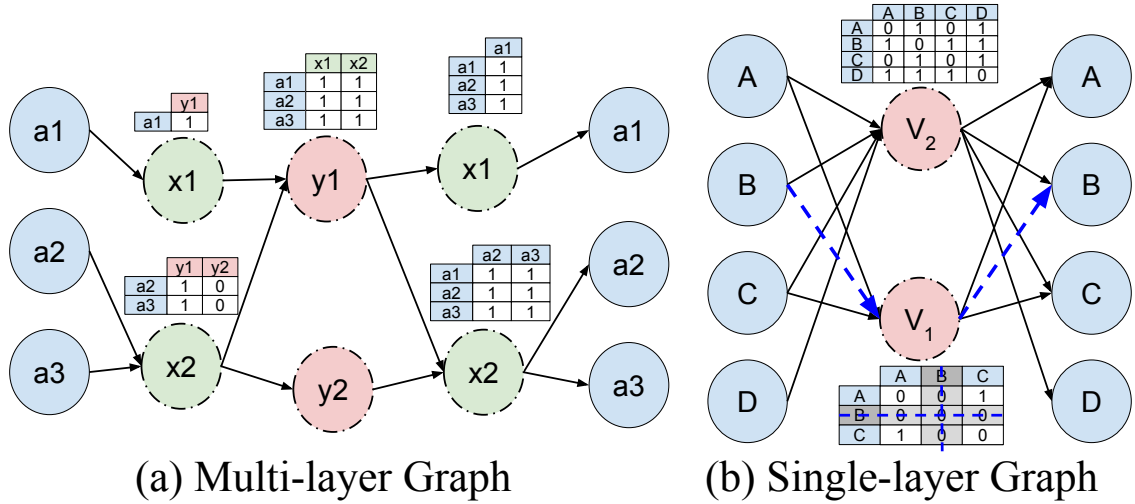 y1
a1 1
x1
a1
x1 x2
a1 1 1
a2 1 1
a3 1 1
y1
a1
a1 1
a2 1
a3 1
x1
a1
a2
y1 y2
a2 1 0
a3 1 0
x2
a3
y2
a2 a3
a1 1 1
a2 1 1
a3 1 1
x2
a2
a3
(a) Multi-layer Graph
A B C D
A 0 1 0 1
B 1 0 1 1
C 0 1 0 1
D 1 1 1 0
A
B
C
D
V2
V1
A
B
C
D
A B C
A 0 0 1
B 0 0 0
C 1 0 0
(b) Single-layer Graph